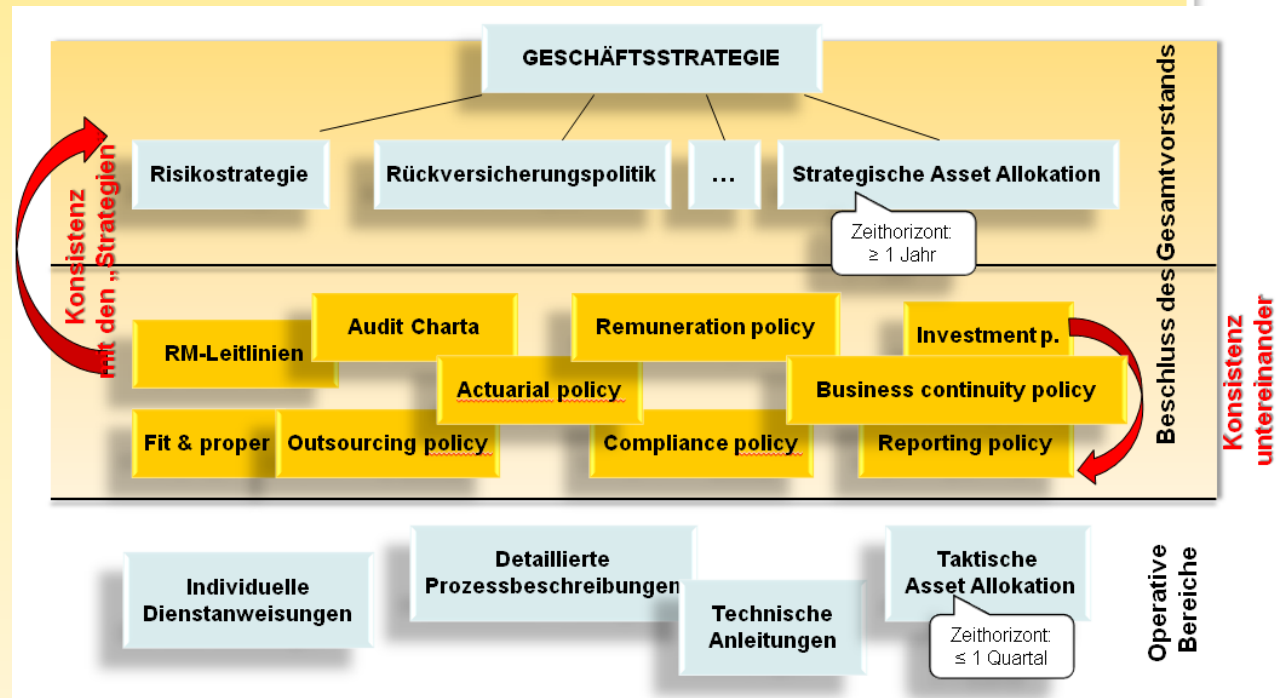 GESCHÄFTSSTRATEGIE
Risikostrategie
Rückversicherungspolitik
...
Strategische Asset Allokation
Zeithorizont:
≥ 1 Jahr
Konsistenz
mit den „Strategien
Beschluss des Gesamtvorstands
Konsistenz
untereinander
RM-Leitlinien
Audit Charta
Remuneration policy
Investment p.
Actuarial policy
Business continuity policy
Fit & proper
Outsourcing policy
Compliance policy
Reporting policy
Individuelle
Dienstanweisungen
Detaillierte
Prozessbeschreibungen
Technische
Anleitungen
Taktische
Asset Allokation
Zeithorizont:
≤ 1 Quartal
Operative
Bereiche